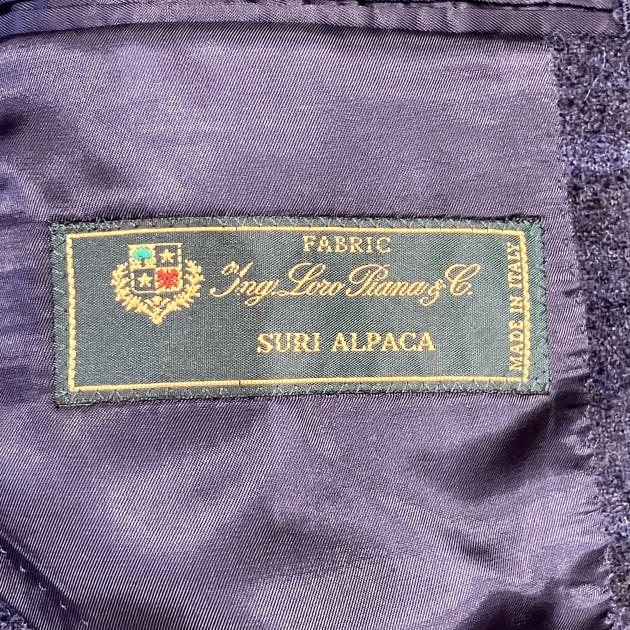 FABRIC
Ing. Loro Piana & C.
SURI ALPACA
MADE IN ITALY